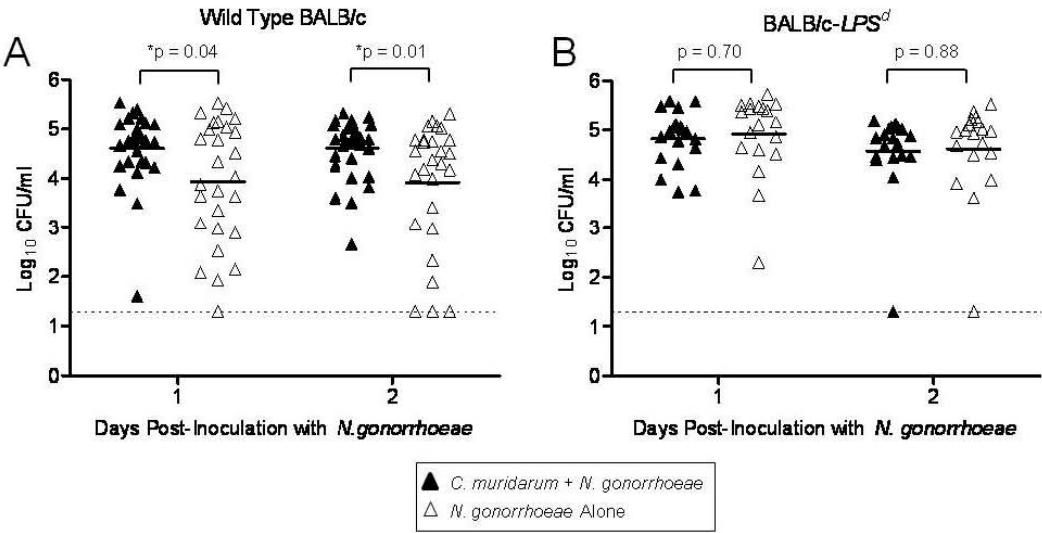 A
Wild Type BALB/c
*p = 0.04
*p = 0.01
Log10 CFU/ml
6
5
4
3
2
1
0
1
2
Days Post-Inoculation with N.gonorrhoeae
B
BALB/c-LPSd
p = 0.70
p = 0.88
Log10 CFU/ml
6
5
4
3
2
1
0
1
2
Days Post-Inoculation with N. gonorrhoeae
C. muridarum + N. gonorrhoeae
N. gonorrhoeae Alone